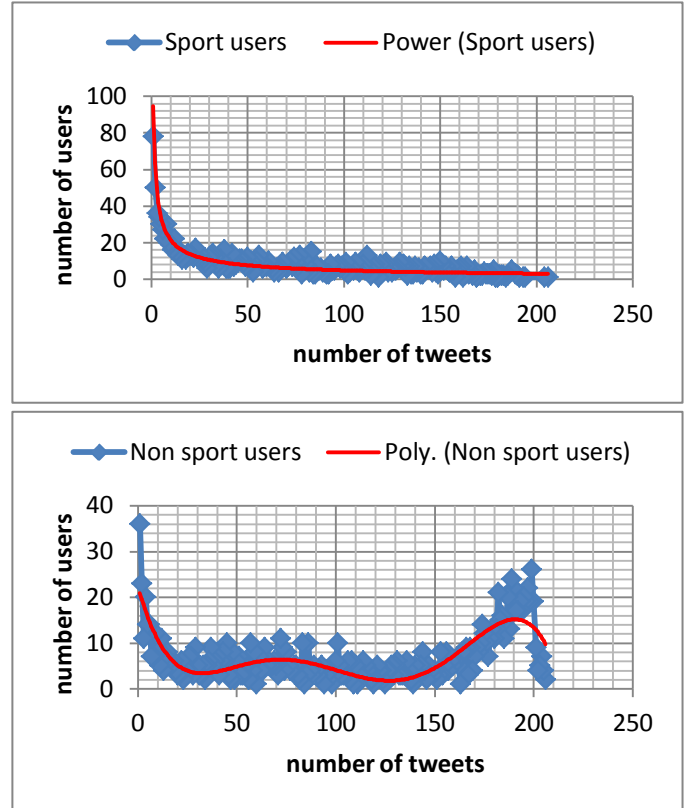 Sport users Power (Sport users)
100
80
60
40
20
0
number of users
0 50 100 150 200 250
number of tweets
Non sport users Poly. (Non sport users)
40
30
20
10
0
number of users
0 50 100 150 200 250
number of tweets